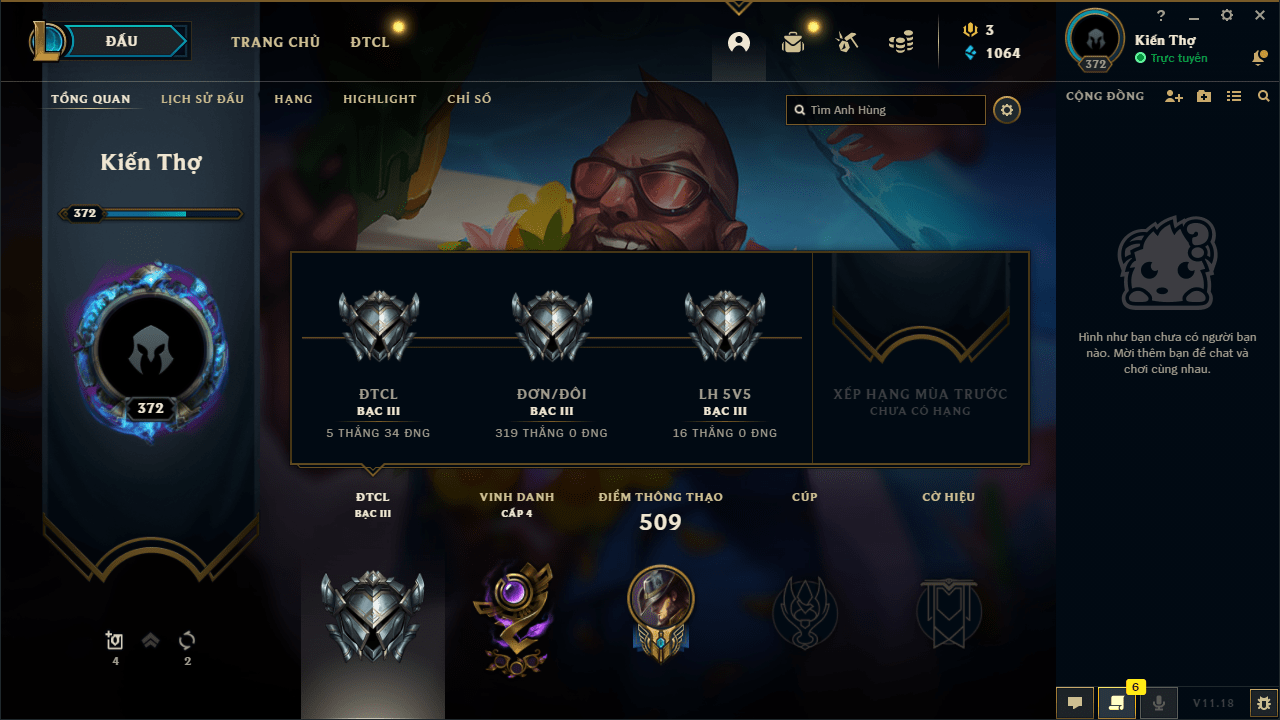 ĐẤU
TRANG CHỦ
ĐTCL
3
1064
?
Kiến Thợ
Trực tuyến
372
TỔNG QUAN
LỊCH SỬ ĐẤU
HẠNG
HIGHLIGHT
CHỈ SỐ
Tìm Anh Hùng
CỘNG ĐỒNG
Kiến Thợ
372
372
ĐTCL
BẠC III
5 THẮNG 34 ĐNG
ĐƠN/ĐÔI
BẠC III
319 THẮNG 0 ĐNG
LH 5V5
BẠC III
16 THẮNG 0 ĐNG
XẾP HẠNG MÙA TRƯỚC
CHƯA CÓ HẠNG
Hình như bạn chưa có người bạn
nào. Mời thêm bạn để chat và
chơi cùng nhau.
ĐTCL
BẠC III
VINH DANH
CẤP 4
ĐIỂM THÔNG THẠO
509
CÚP
CỜ HIỆU
4
2
6
V11.18